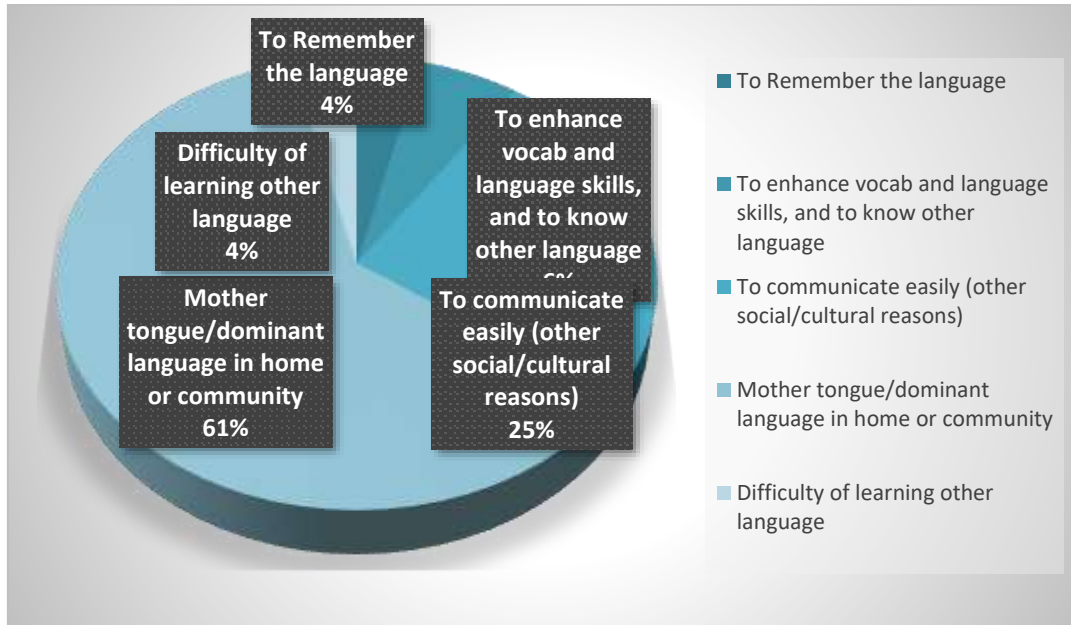 To Remember
the language
4%
To enhance
vocab and
language skills,
and to know
other language
6%
To communicate
easily (other
social/cultural
reasons)
25%
Mother
tongue/dominant
language in home
or community
61%
Difficulty of
learning other
language
4%
To Remember the language
To enhance vocab and language
skills, and to know other
language
To communicate easily (other
social/cultural reasons)
Mother tongue/dominant
language in home or community
Difficulty of learning other
language